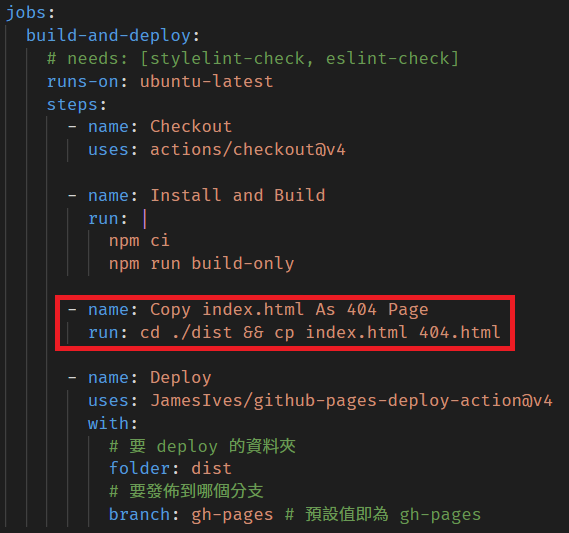 jobs:
build-and-deploy:
# needs: [stylelint-check, eslint-check]
runs-on: ubuntu-latest
steps:
- name: Checkout
uses: actions/checkout@v4
- name: Install and Build
run: |
npm ci
npm run build-only
- name: Copy index.html As 404 Page
run: cd ./dist && cp index.html 404.html
- name: Deploy
uses: JamesIves/github-pages-deploy-action@v4
with:
# 要 deploy 的資料夾
folder: dist
# 要發佈到哪個分支
branch: gh-pages # 預設值即為 gh-pages